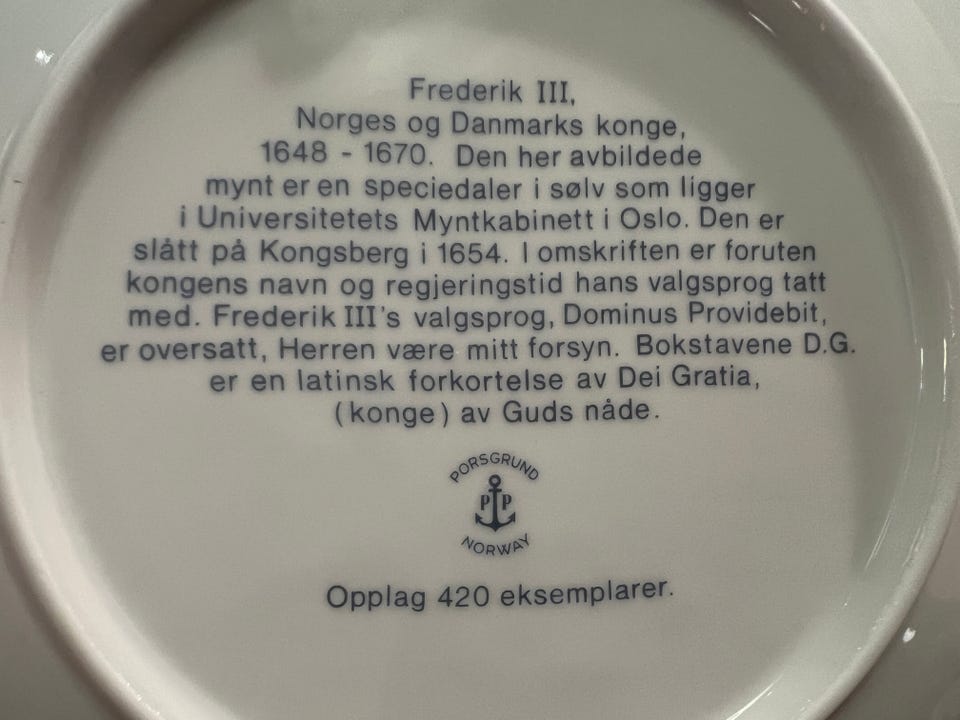 Frederik III,
Norges og Danmarks konge,
1648 - 1670. Den her avbildede
mynt er en speciedaler i sølv som ligger
i Universitetets Myntkabinett i Oslo. Den er
slått på Kongsberg i 1654. I omskriften er foruten
kongens navn og regjeringstid hans valgsprog tatt
med. Frederik III's valgsprog, Dominus Providebit,
er oversatt, Herren være mitt forsyn. Bokstavene D.G.
er en latinsk forkortelse av Dei Gratia,
(konge) av Guds nåde.
PORSGRUND
P P
NORWAY
Opplag 420 eksemplarer.